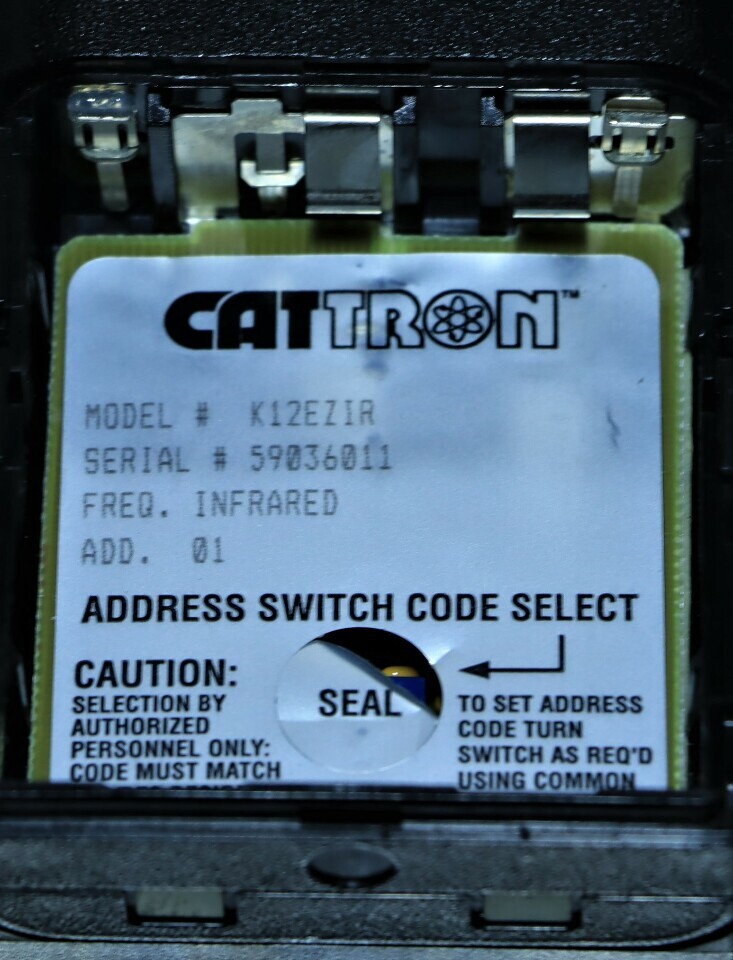 CATTRON™
MODEL # K12EZIR
SERIAL # 59036011
FREQ. INFRARED
ADD. 01
ADDRESS SWITCH CODE SELECT
CAUTION:
SELECTION BY
AUTHORIZED
PERSONNEL ONLY:
CODE MUST MATCH
SEAL
TO SET ADDRESS
CODE TURN
SWITCH AS REQ'D
USING COMMON